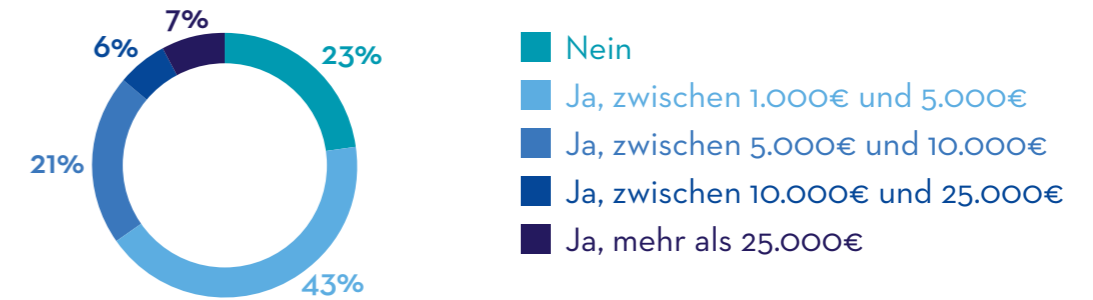 7%
6%
23%
21%
43%
Nein
Ja, zwischen 1.000€ und 5.000€
Ja, zwischen 5.000€ und 10.000€
Ja, zwischen 10.000€ und 25.000€
Ja, mehr als 25.000€